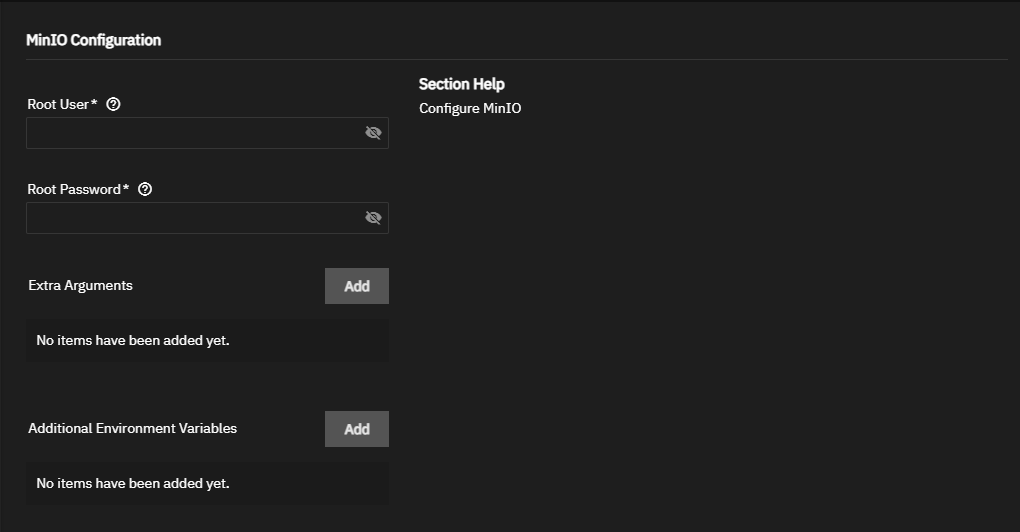 MinIO Configuration
Section Help
Configure MinIO
Root User*
Root Password*
Extra Arguments
Add
No items have been added yet.
Additional Environment Variables
Add
No items have been added yet.